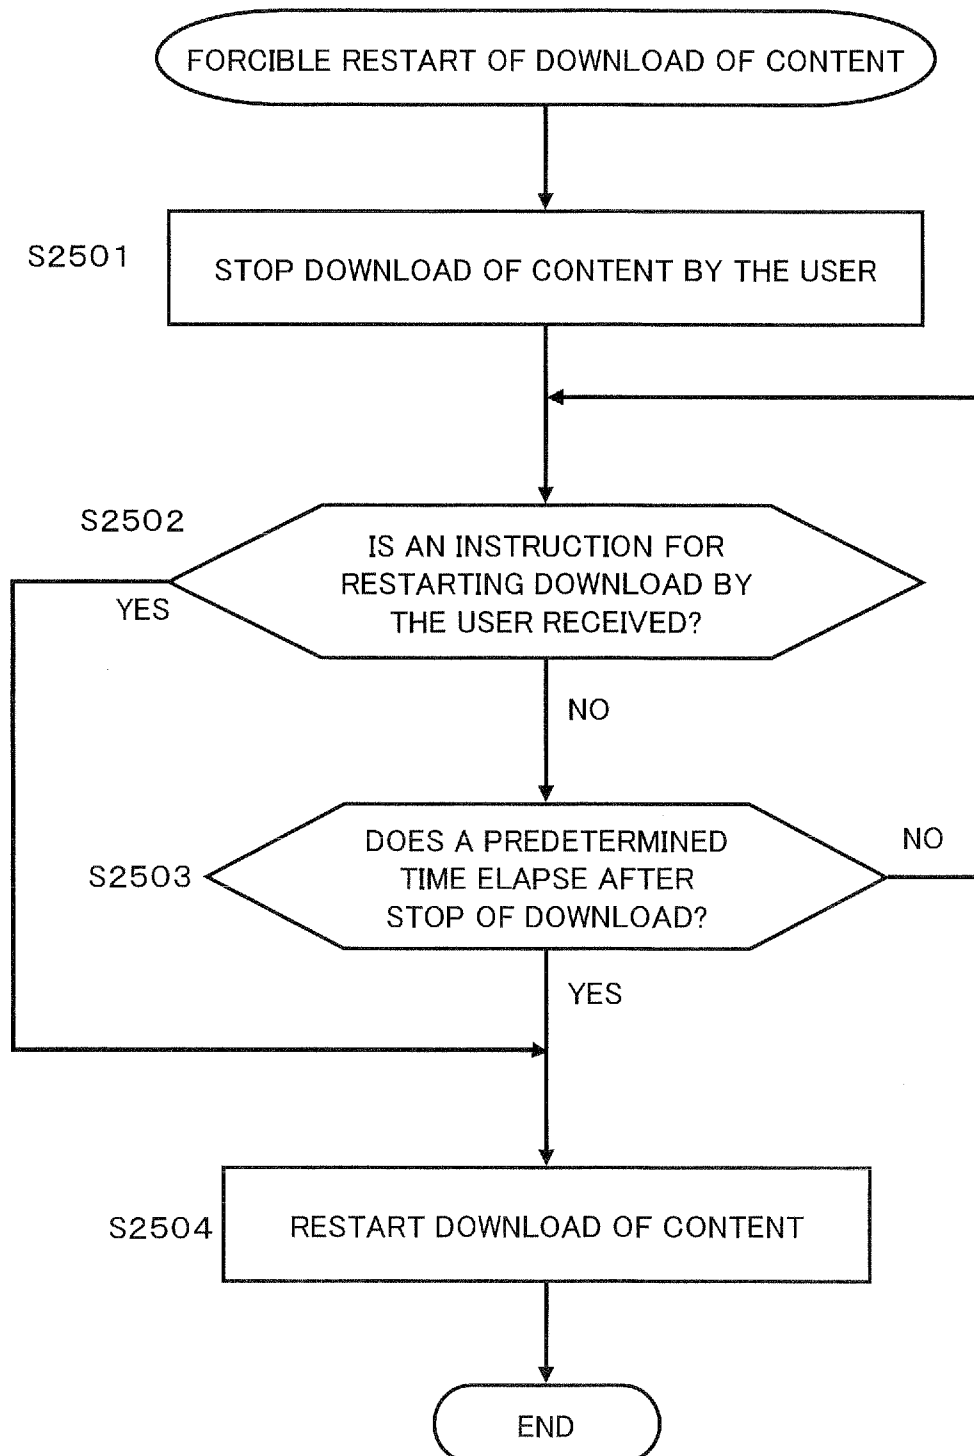 FORCIBLE RESTART OF DOWNLOAD OF CONTENT
S2501
STOP DOWNLOAD OF CONTENT BY THE USER
S2502
IS AN INSTRUCTION FOR
RESTARTING DOWNLOAD BY
THE USER RECEIVED?
YES
NO
S2503
DOES A PREDETERMINED
TIME ELAPSE AFTER
STOP OF DOWNLOAD?
NO
YES
S2504
RESTART DOWNLOAD OF CONTENT
END